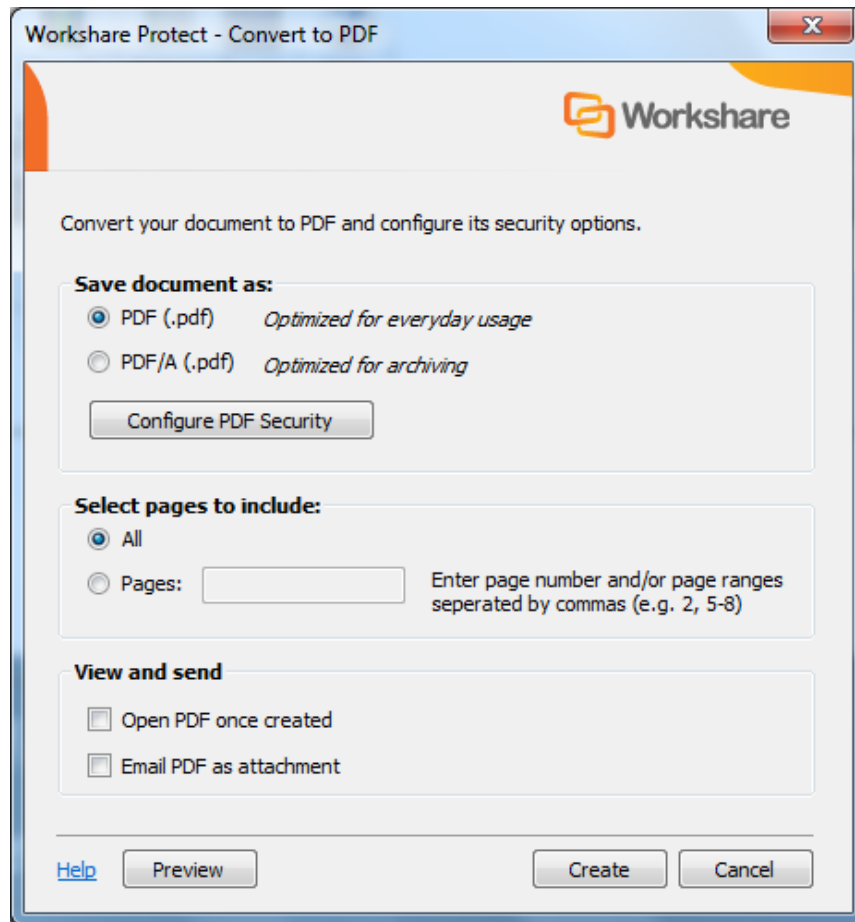 Workshare Protect - Convert to PDF
Workshare
Convert your document to PDF and configure its security options.
Save document as:
PDF (.pdf) Optimized for everyday usage
PDF/A (.pdf) Optimized for archiving
Configure PDF Security
Select pages to include:
All
Pages: Enter page number and/or page ranges
seperated by commas (e.g. 2, 5-8)
View and send
Open PDF once created
Email PDF as attachment
Help Preview Create Cancel